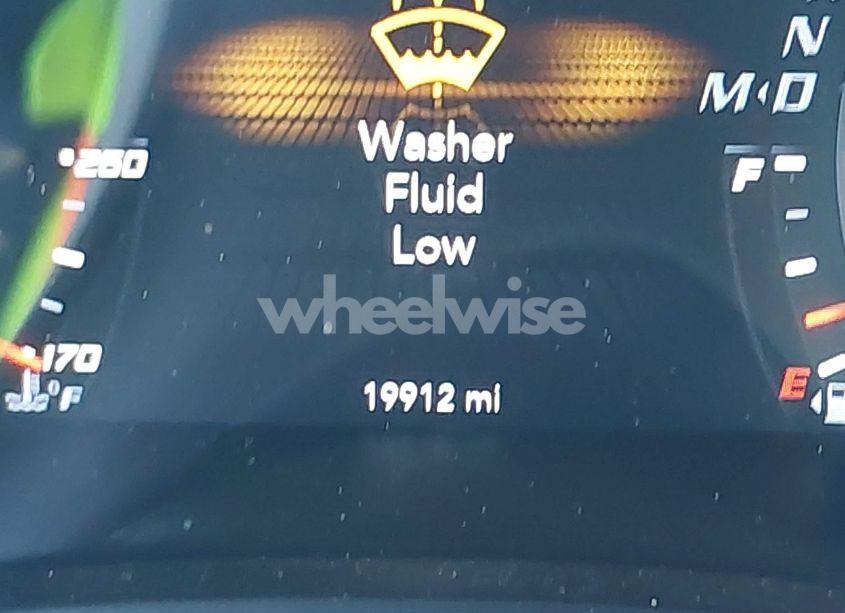 N
M D
260
Washer
F
Fluid
Low
wheelwise
170
19912 mi
E
°F